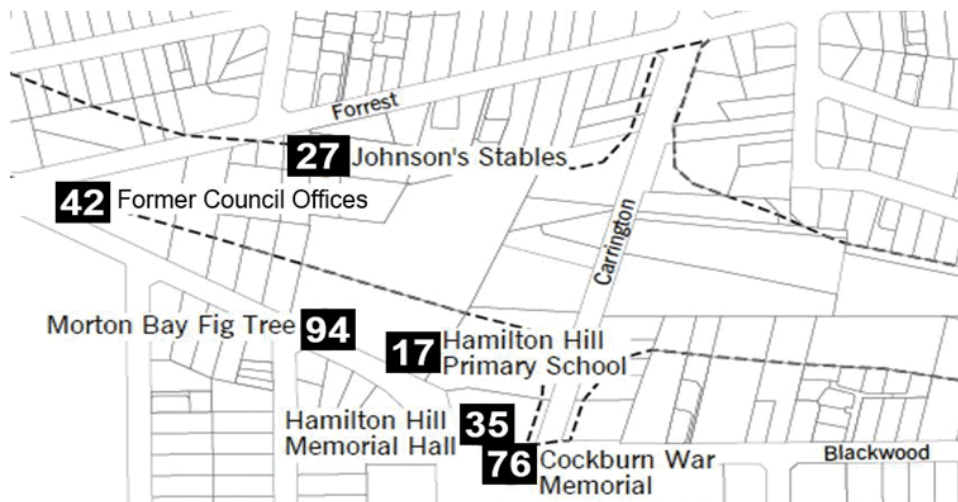 Forrest
27 Johnson's Stables
42 Former Council Offices
Carrington
Morton Bay Fig Tree 94
17 Hamilton Hill
Primary School
Hamilton Hill 35
Memorial Hall
76 Cockburn War
Memorial
Blackwood